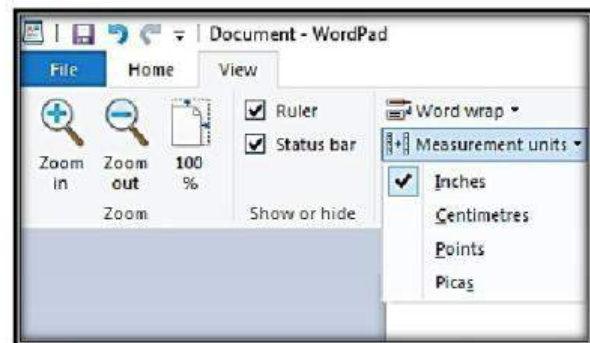 Document - WordPad
File Home View
Zoom in
Zoom out
100 %
Zoom
Ruler
Status bar
Show or hide
Word wrap
Measurement units
Inches
Centimetres
Points
Picas